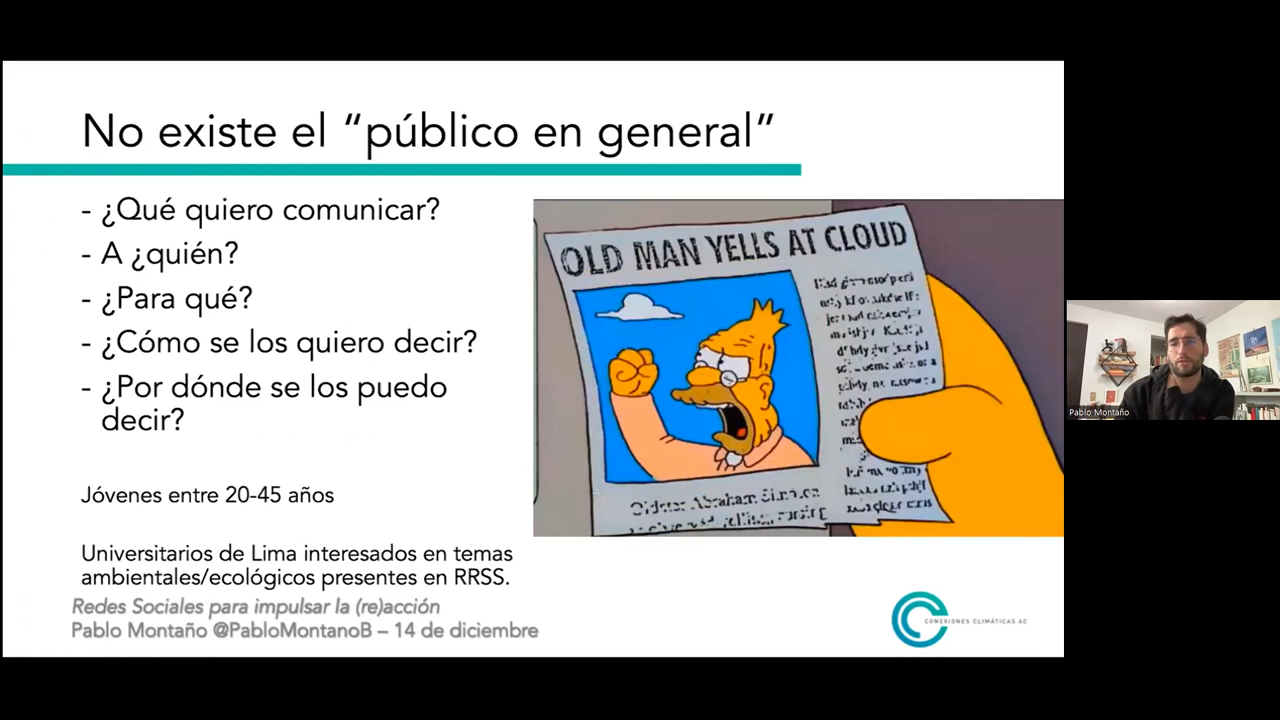 No existe el “público en general”
- ¿Qué quiero comunicar?
- A ¿quién?
- ¿Para qué?
- ¿Cómo se los quiero decir?
- ¿Por dónde se los puedo
decir?
Jóvenes entre 20-45 años
Universitarios de Lima interesados en temas
ambientales/ecológicos presentes en RRSS.
Redes Sociales para impulsar la (re)acción
Pablo Montaño @PabloMontanoB – 14 de diciembre
OLD MAN YELLS AT CLOUD
CONEXIONES CLIMÁTICAS AC
Pablo Montaño